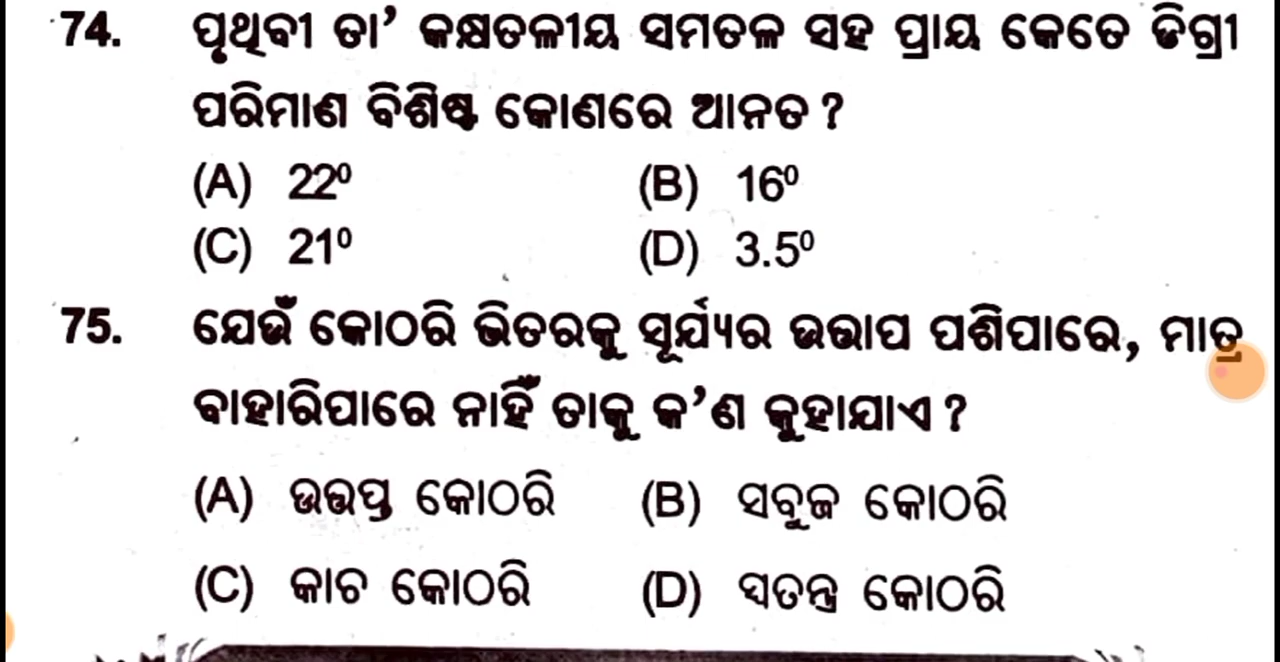 74. ପୃଥିବୀ ତା’ କକ୍ଷତଳୀୟ ସମତଳ ସହ ପ୍ରାୟ କେତେ ଡିଗ୍ରୀ
ପରିମାଣ ବିଶିଷ୍ଟ କୋଣରେ ଆନତ ?
(A) 22⁰ (B) 16⁰
(C) 21⁰ (D) 3.5⁰
75. ଯେଉଁ କୋଠରି ଭିତରକୁ ସୂର୍ଯ୍ୟର ଉତ୍ତାପ ପଶିପାରେ, ମାତ୍ର
ବାହାରିପାରେ ନାହିଁ ତାକୁ କ’ଣ କୁହାଯାଏ ?
(A) ଉତ୍ତପ୍ତ କୋଠରି (B) ସବୁଜ କୋଠରି
(C) କାଚ କୋଠରି (D) ସ୍ୱତନ୍ତ୍ର କୋଠରି